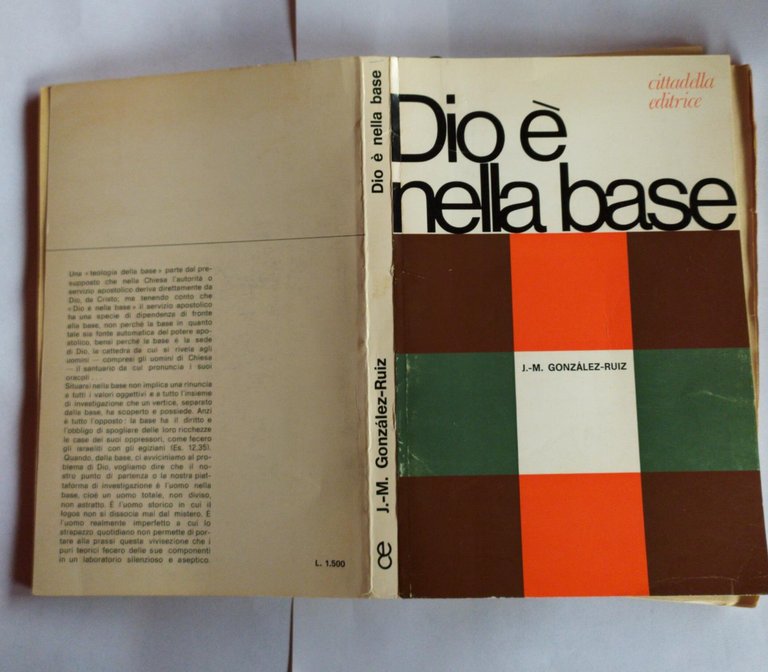 Una «teologia della base» parte dal pre-
supposto che nella Chiesa l'autorità o
servizio apostolico deriva direttamente da
Dio, da Cristo; ma tenendo conto che
«Dio è nella base» il servizio apostolico
ha una specie di dipendenza di fronte
alla base, non perché la base in quanto
tale sia fonte automatica del potere apo-
stolico, bensì perché la base è la sede
di Dio, la cattedra da cui si rivela agli
uomini — compresi gli uomini di Chiesa
— il santuario da cui pronuncia i suoi
oracoli.
Situarsi nella base non implica una rinuncia
a tutti i valori oggettivi e a tutto l'insieme
di investigazione che un vertice, separato
dalla base, ha scoperto e possiede. Anzi
è tutto l'opposto: la base ha il diritto e
l'obbligo di spogliare delle loro ricchezze
le case dei suoi oppressori, come fecero
gli israeliti con gli egiziani (Es. 12,35).
Quando, dalla base, ci avviciniamo al pro-
blema di Dio, vogliamo dire che il no-
stro punto di partenza o la nostra piat-
taforma di investigazione è l'uomo nella
base, cioè un uomo totale, non diviso,
non astratto. È l'uomo storico in cui il
logos non si dissocia mai dal mistero. È
l'uomo realmente imperfetto a cui lo
strapazzo quotidiano non permette di por-
tare alla prassi questa vivisezione che i
puri teorici fecero delle sue componenti
in un laboratorio silenzioso e asettico.
L. 1.500
Dio è nella base
J.-M. González-Ruiz
ce
cittadella
editrice
Dio è
nella base
J.-M. GONZÁLEZ-RUIZ